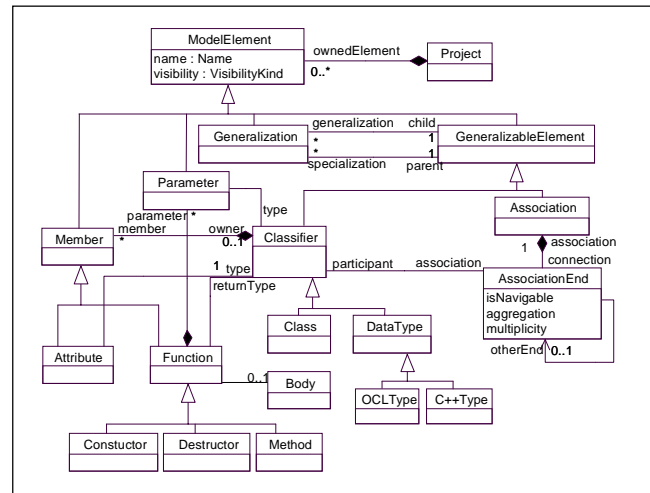 ModelElement
name : Name
visibility : VisibilityKind
ownedElement
0..*
Project
Generalization
generalization
child
*
1
*
1
specialization
parent
GeneralizableElement
Parameter
type
Association
parameter *
member
*
owner
0..1
Member
Classifier
1
association
connection
1
type
returnType
participant
association
AssociationEnd
isNavigable
aggregation
multiplicity
otherEnd
0..1
Class
DataType
Attribute
Function
0..1
Body
OCLType
C++Type
Constuctor
Destructor
Method